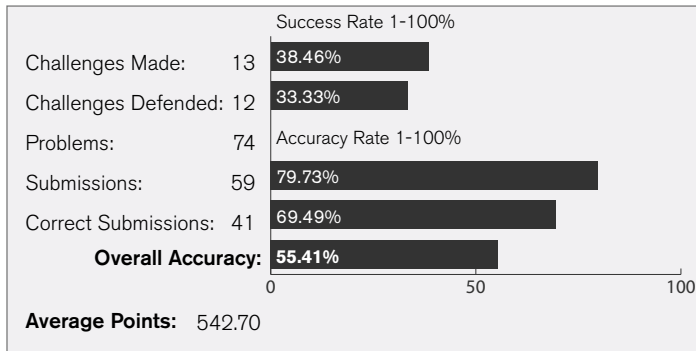 Success Rate 1-100%
Challenges Made: 13 38.46%
Challenges Defended: 12 33.33%
Problems: 74 Accuracy Rate 1-100%
Submissions: 59 79.73%
Correct Submissions: 41 69.49%
Overall Accuracy: 55.41%
0 50 100
Average Points: 542.70